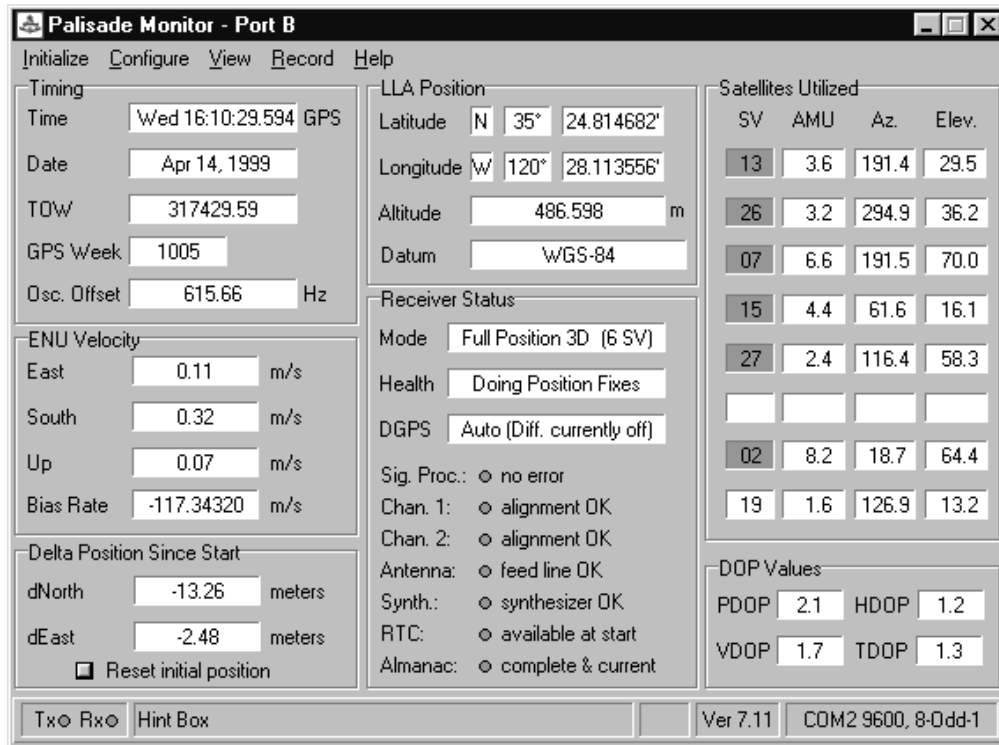 Palisade Monitor - Port B
Initialize Configure View Record Help
Timing
Time Wed 16:10:29.594 GPS
Date Apr 14, 1999
TOW 317429.59
GPS Week 1005
Osc. Offset 615.66 Hz
ENU Velocity
East 0.11 m/s
South 0.32 m/s
Up 0.07 m/s
Bias Rate -117.34320 m/s
Delta Position Since Start
dNorth -13.26 meters
dEast -2.48 meters
Reset initial position
LLA Position
Latitude N 35° 24.814682'
Longitude W 120° 28.113556'
Altitude 486.598 m
Datum WGS-84
Receiver Status
Mode Full Position 3D (6 SV)
Health Doing Position Fixes
DGPS Auto (Diff. currently off)
Sig. Proc.: no error
Chan. 1: alignment OK
Chan. 2: alignment OK
Antenna: feed line OK
Synth.: synthesizer OK
RTC: available at start
Almanac: complete & current
Satellites Utilized
SV AMU Az. Elev.
13 3.6 191.4 29.5
26 3.2 294.9 36.2
07 6.6 191.5 70.0
15 4.4 61.6 16.1
27 2.4 116.4 58.3
02 8.2 18.7 64.4
19 1.6 126.9 13.2
DOP Values
PDOP 2.1 HDOP 1.2
VDOP 1.7 TDOP 1.3
Tx Rx Hint Box Ver 7.11 COM2 9600, 8-Odd-1